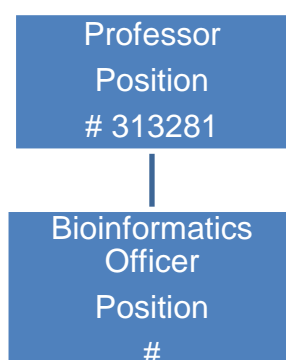 Professor
Position
# 313281
Bioinformatics
Officer
Position
#